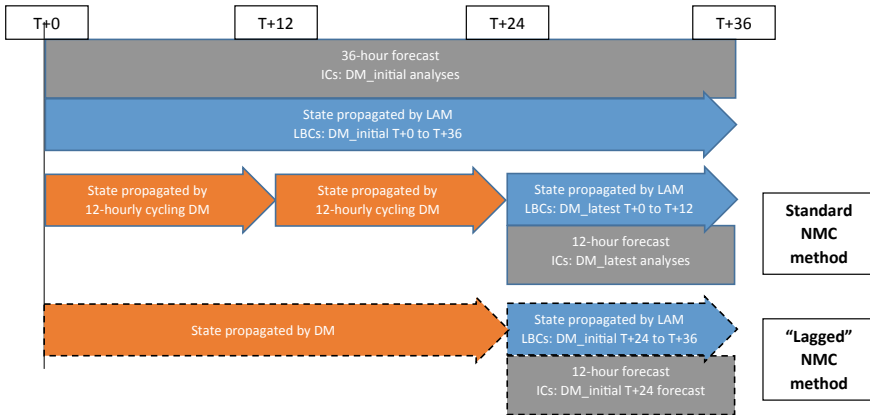 T+0
T+12
T+24
T+36
36-hour forecast
ICs: DM_initial analyses
State propagated by LAM
LBCs: DM_initial T+0 to T+36
State propagated by
12-hourly cycling DM
State propagated by
12-hourly cycling DM
State propagated by LAM
LBCs: DM_latest T+0 to T+12
12-hour forecast
ICs: DM_latest analyses
Standard
NMC
method
State propagated by DM
State propagated by LAM
LBCs: DM_initial T+24 to T+36
12-hour forecast
ICs: DM_initial T+24 forecast
“Lagged”
NMC
method